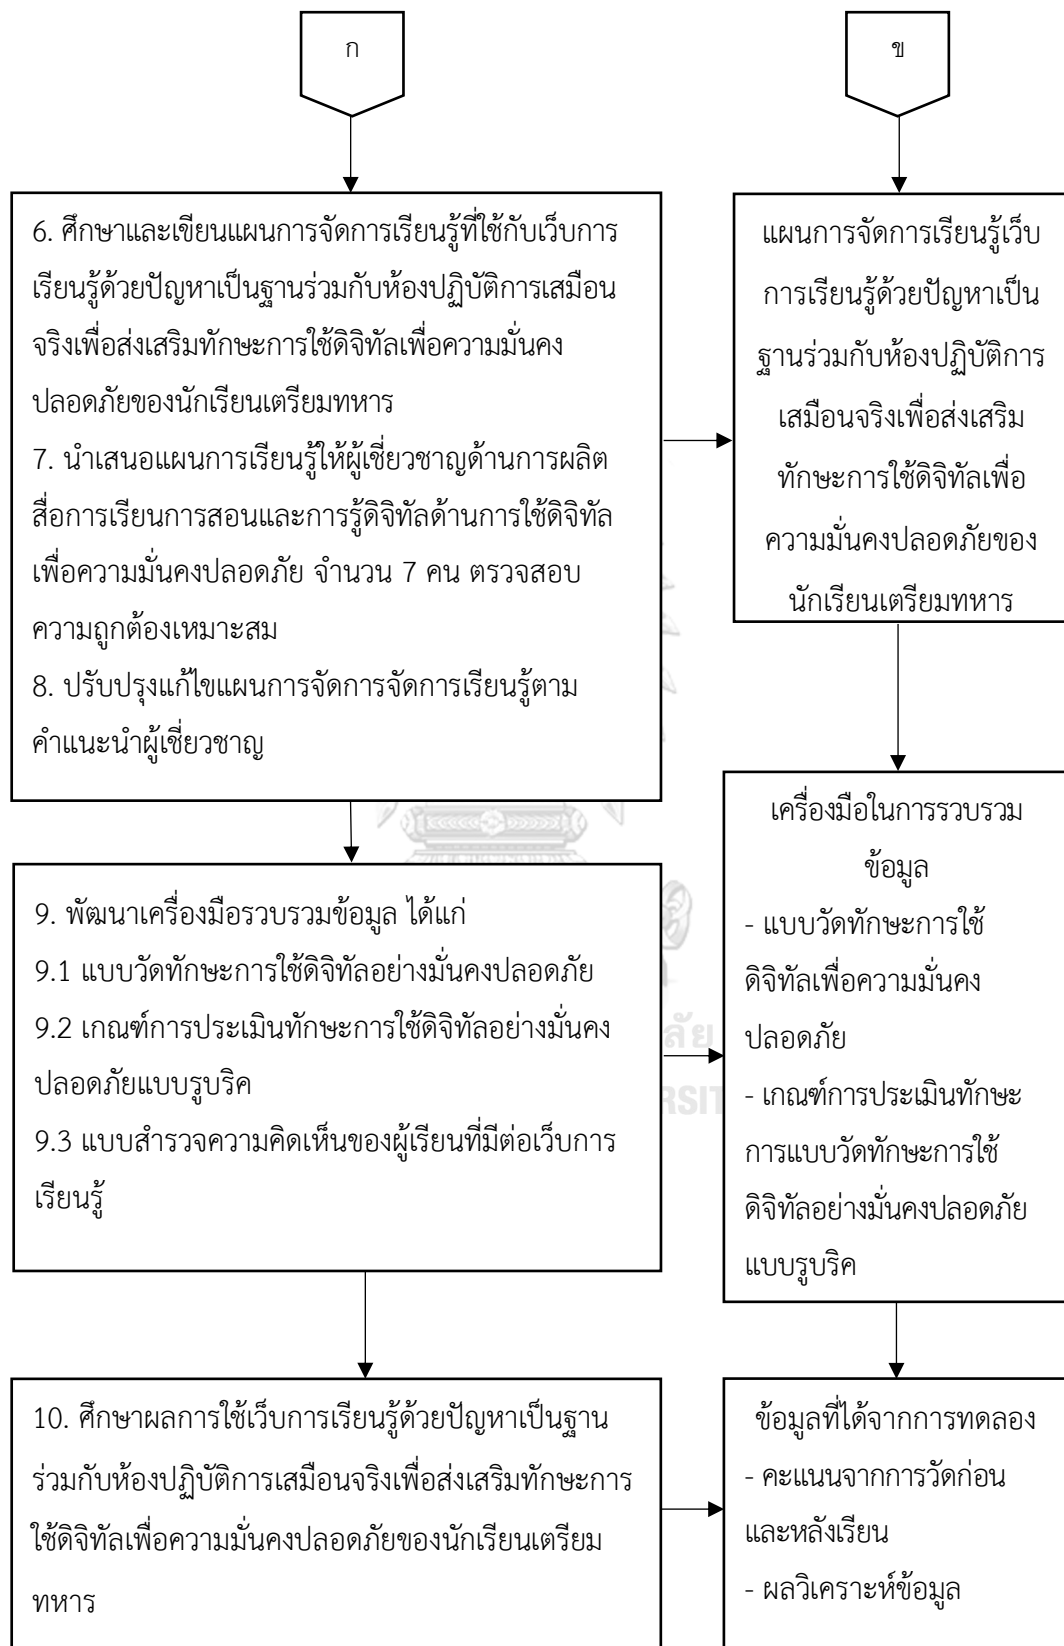 ก
ข
6. ศึกษาและเขียนแผนการจัดการเรียนรู้ที่ใช้กับเว็บการ
เรียนรู้ด้วยปัญหาเป็นฐานร่วมกับห้องปฏิบัติการเสมือน
จริงเพื่อส่งเสริมทักษะการใช้ดิจิทัลเพื่อความมั่นคง
ปลอดภัยของนักเรียนเตรียมทหาร
7. นำเสนอแผนการเรียนรู้ให้ผู้เชี่ยวชาญด้านการผลิต
สื่อการเรียนการสอนและการรู้ดิจิทัลด้านการใช้ดิจิทัล
เพื่อความมั่นคงปลอดภัย จำนวน 7 คน ตรวจสอบ
ความถูกต้องเหมาะสม
8. ปรับปรุงแก้ไขแผนการจัดการจัดการเรียนรู้ตาม
คำแนะนำผู้เชี่ยวชาญ
แผนการจัดการเรียนรู้เว็บ
การเรียนรู้ด้วยปัญหาเป็น
ฐานร่วมกับห้องปฏิบัติการ
เสมือนจริงเพื่อส่งเสริม
ทักษะการใช้ดิจิทัลเพื่อ
ความมั่นคงปลอดภัยของ
นักเรียนเตรียมทหาร
9. พัฒนาเครื่องมือรวบรวมข้อมูล ได้แก่
9.1 แบบวัดทักษะการใช้ดิจิทัลอย่างมั่นคงปลอดภัย
9.2 เกณฑ์การประเมินทักษะการใช้ดิจิทัลอย่างมั่นคง
ปลอดภัยแบบรูบริค
9.3 แบบสำรวจความคิดเห็นของผู้เรียนที่มีต่อเว็บการ
เรียนรู้
ลัย
RSIT
เครื่องมือในการรวบรวม
ข้อมูล
- แบบวัดทักษะการใช้
ดิจิทัลเพื่อความมั่นคง
ปลอดภัย
- เกณฑ์การประเมินทักษะ
การแบบวัดทักษะการใช้
ดิจิทัลอย่างมั่นคงปลอดภัย
แบบรูบริค
10. ศึกษาผลการใช้เว็บการเรียนรู้ด้วยปัญหาเป็นฐาน
ร่วมกับห้องปฏิบัติการเสมือนจริงเพื่อส่งเสริมทักษะการ
ใช้ดิจิทัลเพื่อความมั่นคงปลอดภัยของนักเรียนเตรียม
ทหาร
ข้อมูลที่ได้จากการทดลอง
- คะแนนจากการวัดก่อน
และหลังเรียน
- ผลวิเคราะห์ข้อมูล